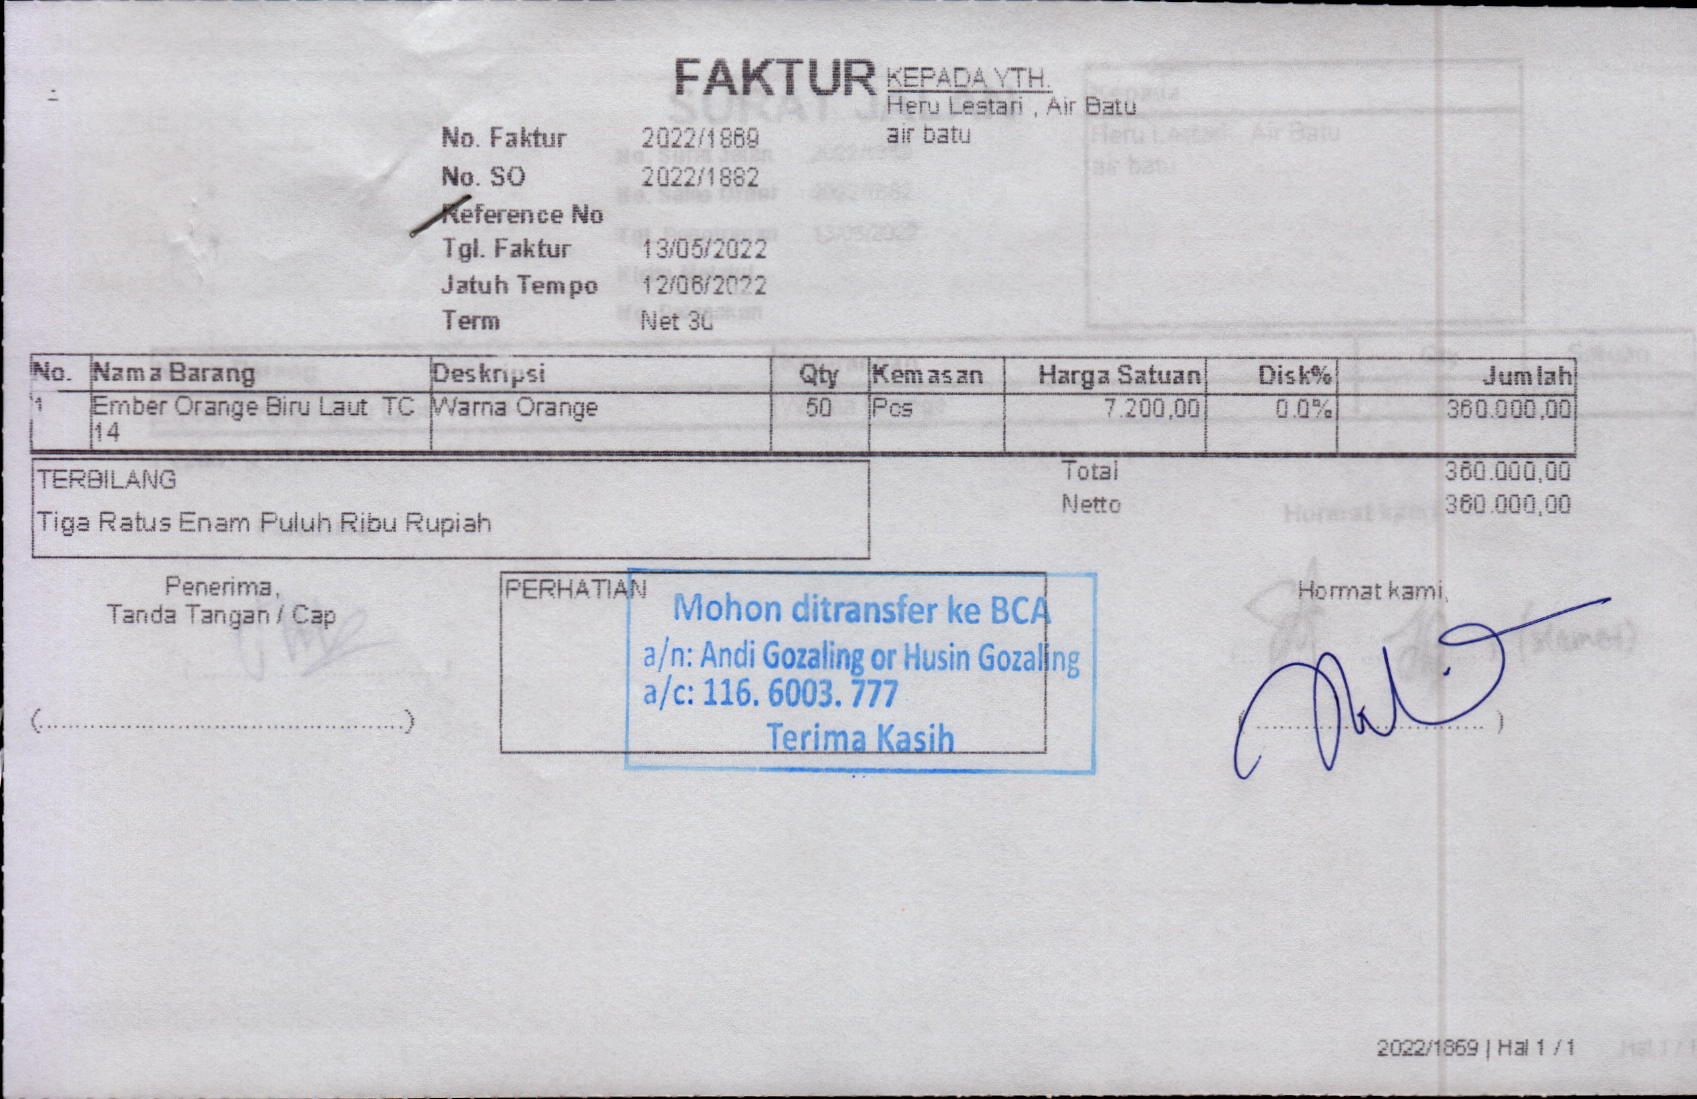 FAKTUR
KEPADA YTH.
Heru Lestari , Air Batu
air batu
No. Faktur 2022/1869
No. SO 2022/1882
Reference No
Tgl. Faktur 13/05/2022
Jatuh Tempo 12/06/2022
Term Net 30
No. Nama Barang Deskripsi Qty Kemasan Harga Satuan Disk% Jumlah
1 Ember Orange Biru Laut TC Warna Orange 50 Pcs 7.200,00 0.0% 360.000,00
14
TERBILANG
Tiga Ratus Enam Puluh Ribu Rupiah
Total 360.000,00
Netto 360.000,00
Penerima,
Tanda Tangan / Cap
(............................................)
PERHATIAN
Mohon ditransfer ke BCA
a/n: Andi Gozaling or Husin Gozaling
a/c: 116. 6003. 777
Terima Kasih
Hormat kami,
(............................)
2022/1869 | Hal 1 / 1